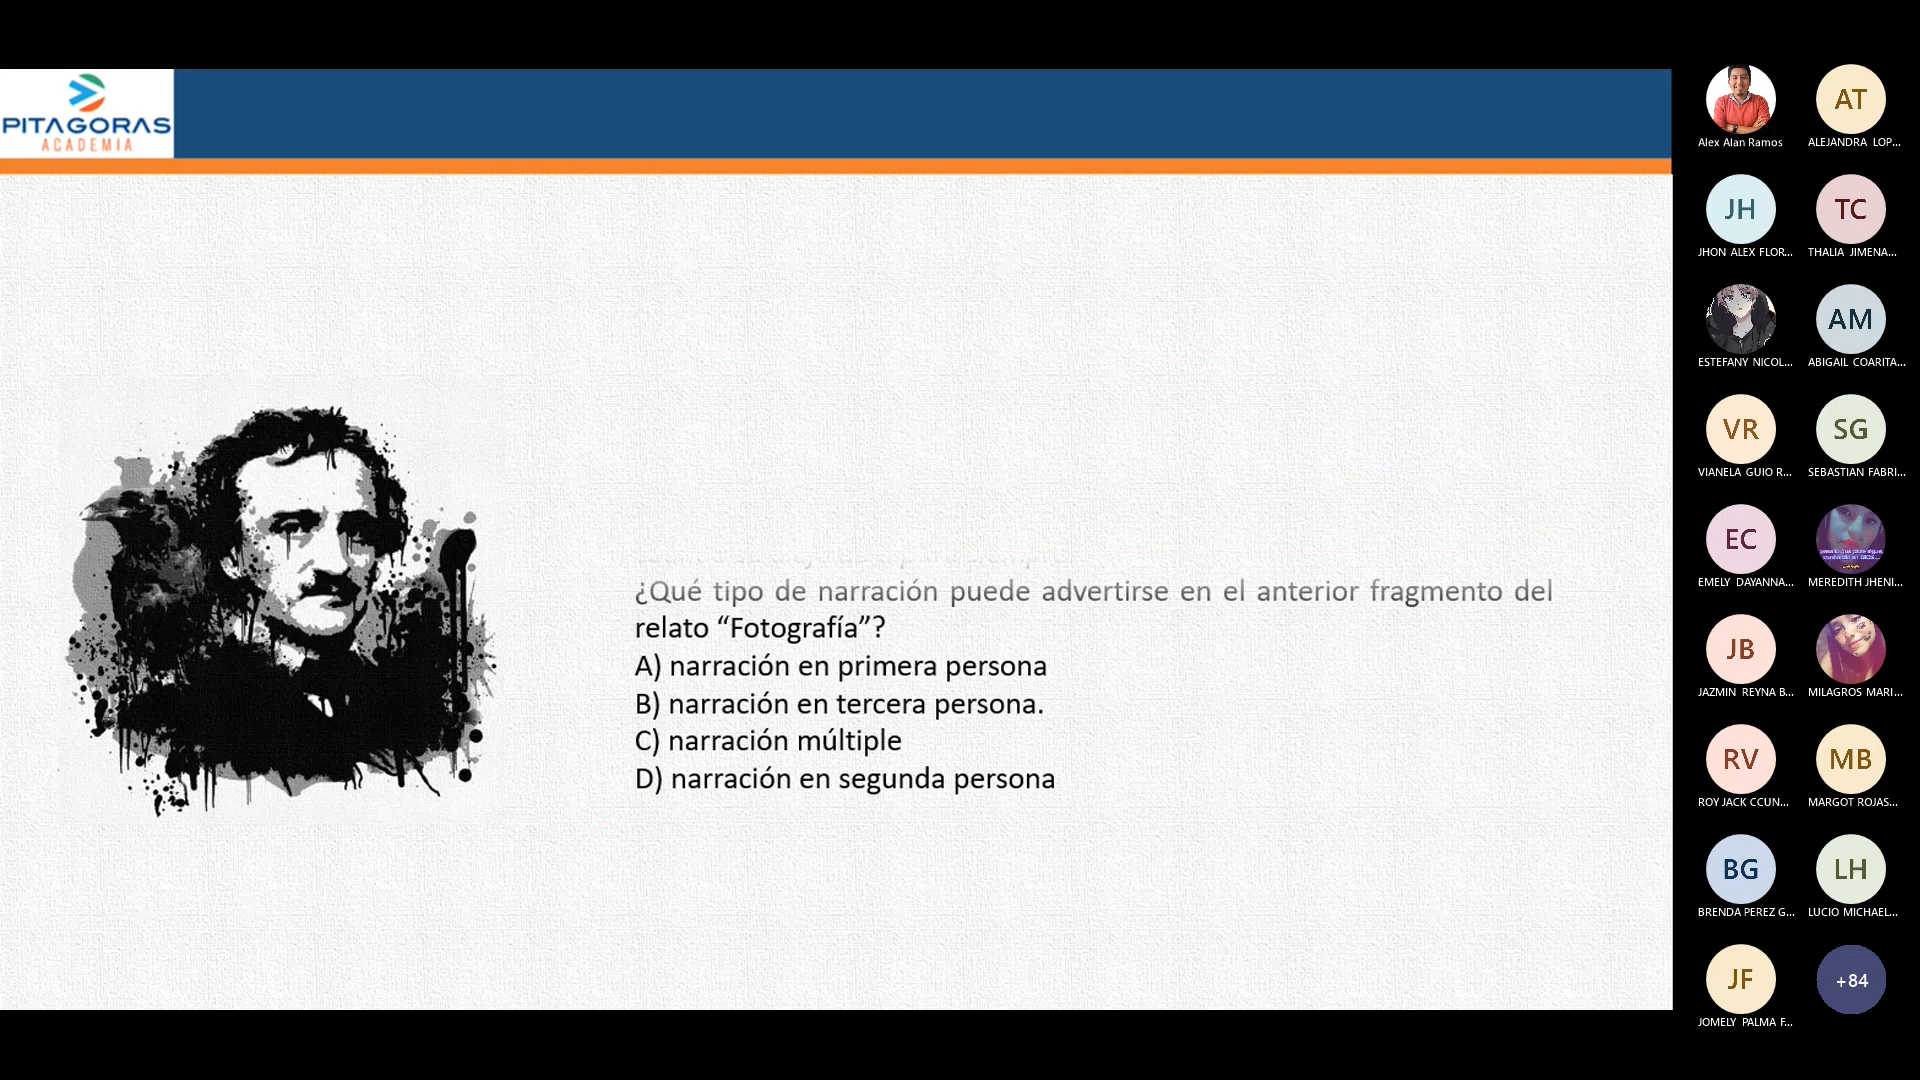 PITAGORAS
ACADEMIA
¿Qué tipo de narración puede advertirse en el anterior fragmento del
relato “Fotografía”?
A) narración en primera persona
B) narración en tercera persona.
C) narración múltiple
D) narración en segunda persona
Alex Alan Ramos
AT
ALEJANDRA LOP...
JH
JHON ALEX FLOR...
TC
THALIA JIMENA...
ESTEFANY NICOL...
AM
ABIGAIL COARITA...
VR
VIANELA GUIO R...
SG
SEBASTIAN FABRI...
EC
EMELY DAYANNA...
MEREDITH JHENI...
JB
JAZMIN REYNA B...
MILAGROS MARI...
RV
ROY JACK CCUN...
MB
MARGOT ROJAS...
BG
BRENDA PEREZ G...
LH
LUCIO MICHAEL...
JF
JOMELY PALMA F...
+84